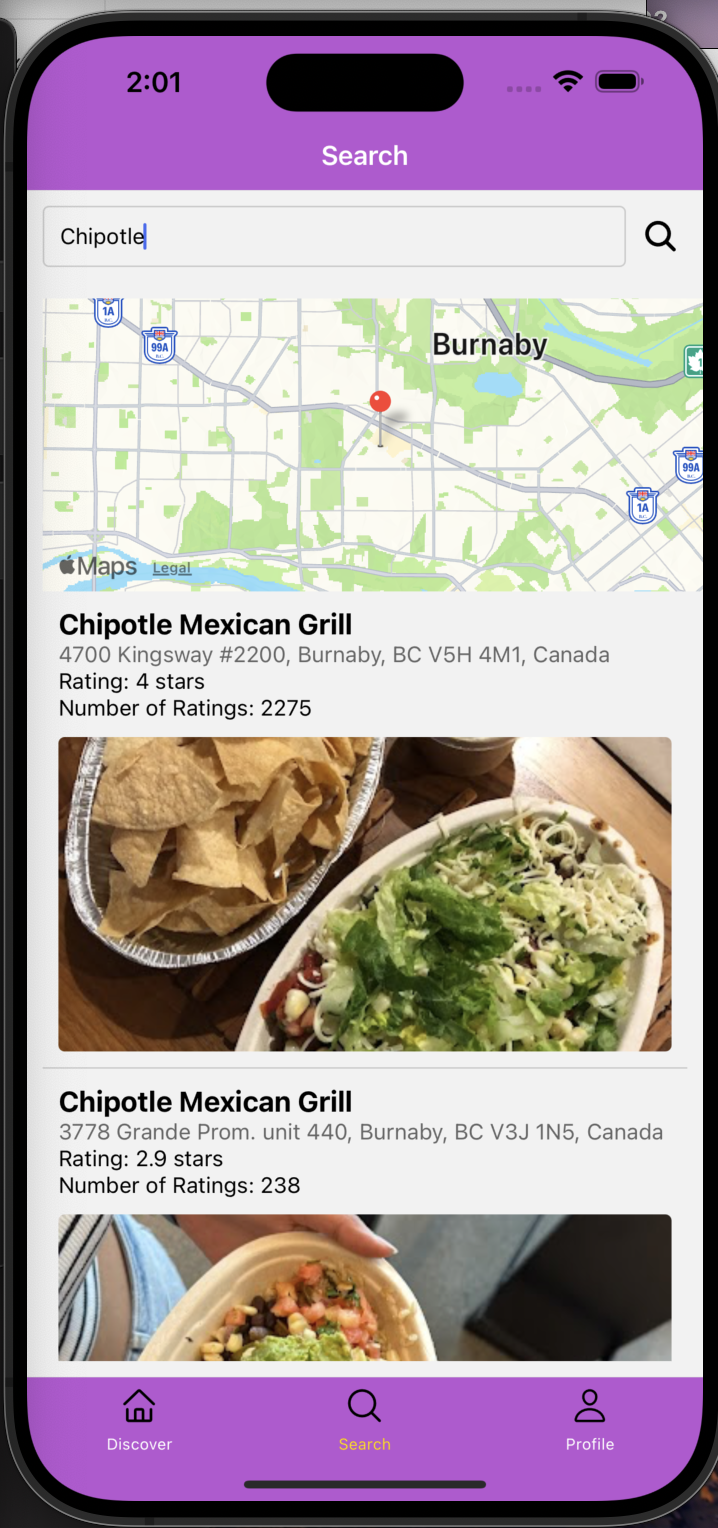 2:01
Search
Chipotle
1A
99A
Burnaby
1
99A
1A
Maps Legal
Chipotle Mexican Grill
4700 Kingsway #2200, Burnaby, BC V5H 4M1, Canada
Rating: 4 stars
Number of Ratings: 2275
Chipotle Mexican Grill
3778 Grande Prom. unit 440, Burnaby, BC V3J 1N5, Canada
Rating: 2.9 stars
Number of Ratings: 238
Discover
Search
Profile